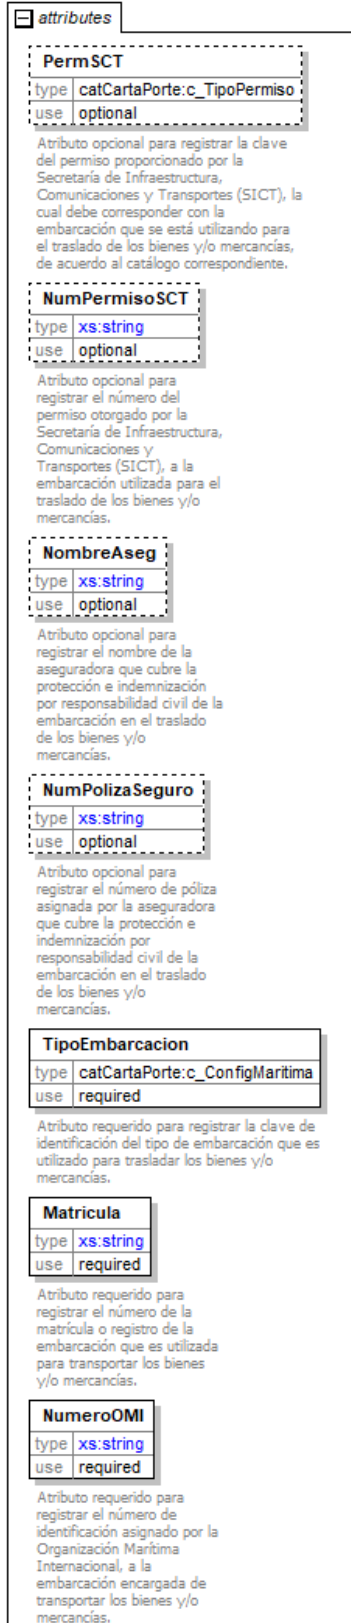 attributes
PermSCT
type catCartaPorte:c_TipoPermiso
use optional
Atributo opcional para registrar la clave
del permiso proporcionado por la
Secretaría de Infraestructura,
Comunicaciones y Transportes (SICT), la
cual debe corresponder con la
embarcación que se está utilizando para
el traslado de los bienes y/o mercancías,
de acuerdo al catálogo correspondiente.
NumPermisoSCT
type xs:string
use optional
Atributo opcional para
registrar el número del
permiso otorgado por la
Secretaría de Infraestructura,
Comunicaciones y
Transportes (SICT), a la
embarcación utilizada para el
traslado de los bienes y/o
mercancías.
NombreAseg
type xs:string
use optional
Atributo opcional para
registrar el nombre de la
aseguradora que cubre la
protección e indemnización
por responsabilidad civil de la
embarcación en el traslado
de los bienes y/o
mercancías.
NumPolizaSeguro
type xs:string
use optional
Atributo opcional para
registrar el número de póliza
asignada por la aseguradora
que cubre la protección e
indemnización por
responsabilidad civil de la
embarcación en el traslado
de los bienes y/o
mercancías.
TipoEmbarcacion
type catCartaPorte:c_ConfigMaritima
use required
Atributo requerido para registrar la clave de
identificación del tipo de embarcación que es
utilizado para trasladar los bienes y/o
mercancías.
Matricula
type xs:string
use required
Atributo requerido para
registrar el número de la
matrícula o registro de la
embarcación que es utilizada
para transportar los bienes
y/o mercancías.
NumeroOMI
type xs:string
use required
Atributo requerido para
registrar el número de
identificación asignado por la
Organización Marítima
Internacional, a la
embarcación encargada de
transportar los bienes y/o
mercancías.